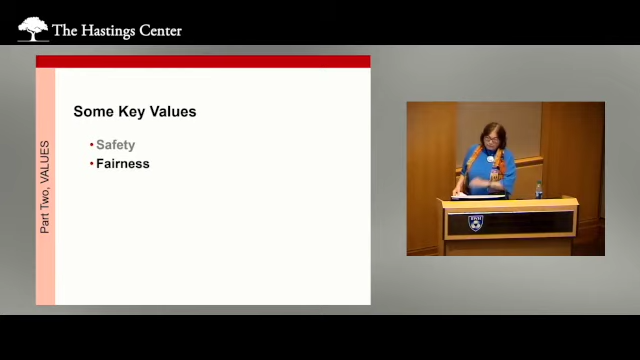 The Hastings Center
Some Key Values
• Safety
• Fairness
Part Two, VALUES